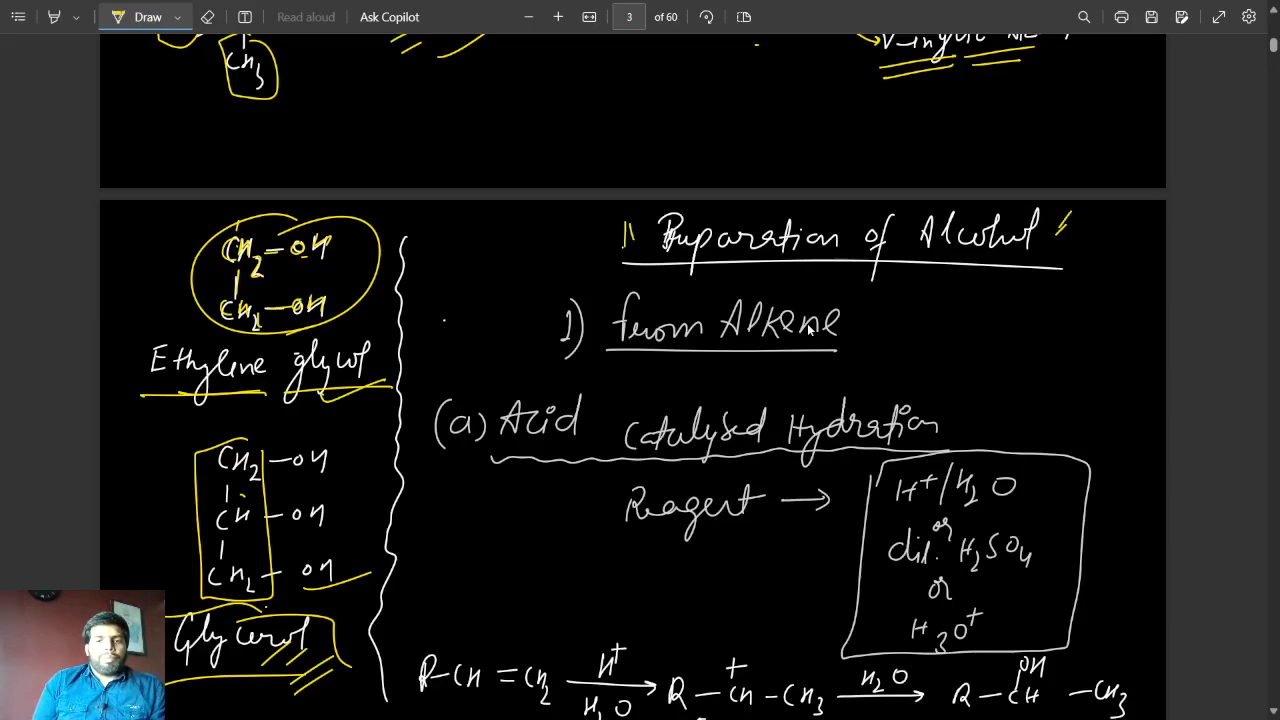 Draw
Read aloud
Ask Copilot
3
of 60
CH3
CH2 — OH
CH2 — OH
Ethylene glycol
CH2 — OH
CH — OH
CH2 — OH
Glycerol
" Preparation of Alcohol "
1) From Alkene
(a) Acid Catalysed Hydration
Reagent → H+/H2O
or
dil. H2SO4
or
H3O+
R–CH = CH2 H+ H2O → R – CH+ – CH3 H2O → R – CH OH – CH3